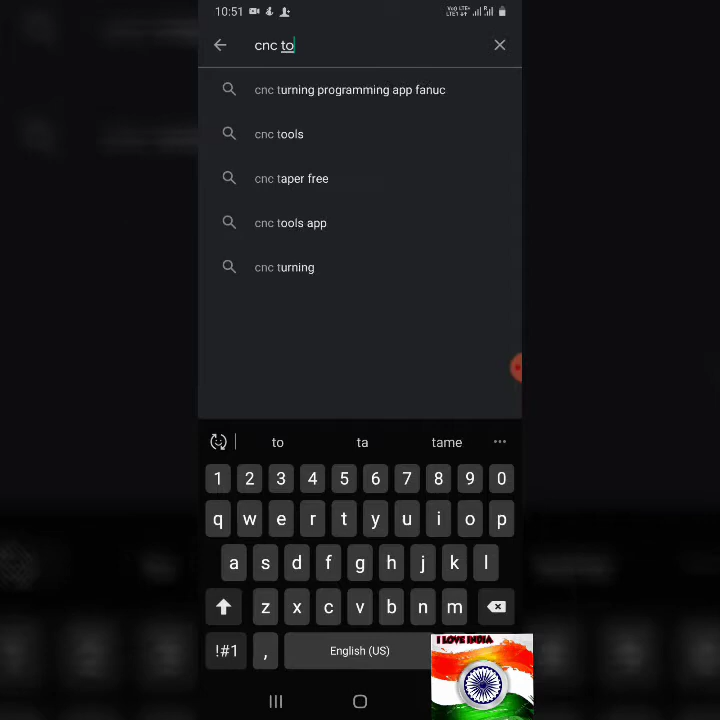 10:51
cnc to
cnc turning programming app fanuc
cnc tools
cnc taper free
cnc tools app
cnc turning
to ta tame
1 2 3 4 5 6 7 8 9 0
q w e r t y u i o p
a s d f g h j k l
z x c v b n m
!#1 , English (US)
I LOVE INDIA